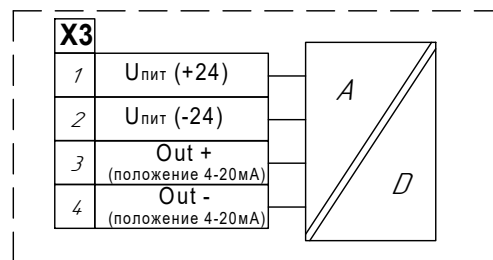 X3
1 Uпит (+24)
2 Uпит (-24)
3 Out +
(положение 4-20мА)
4 Out -
(положение 4-20мА)
A
D